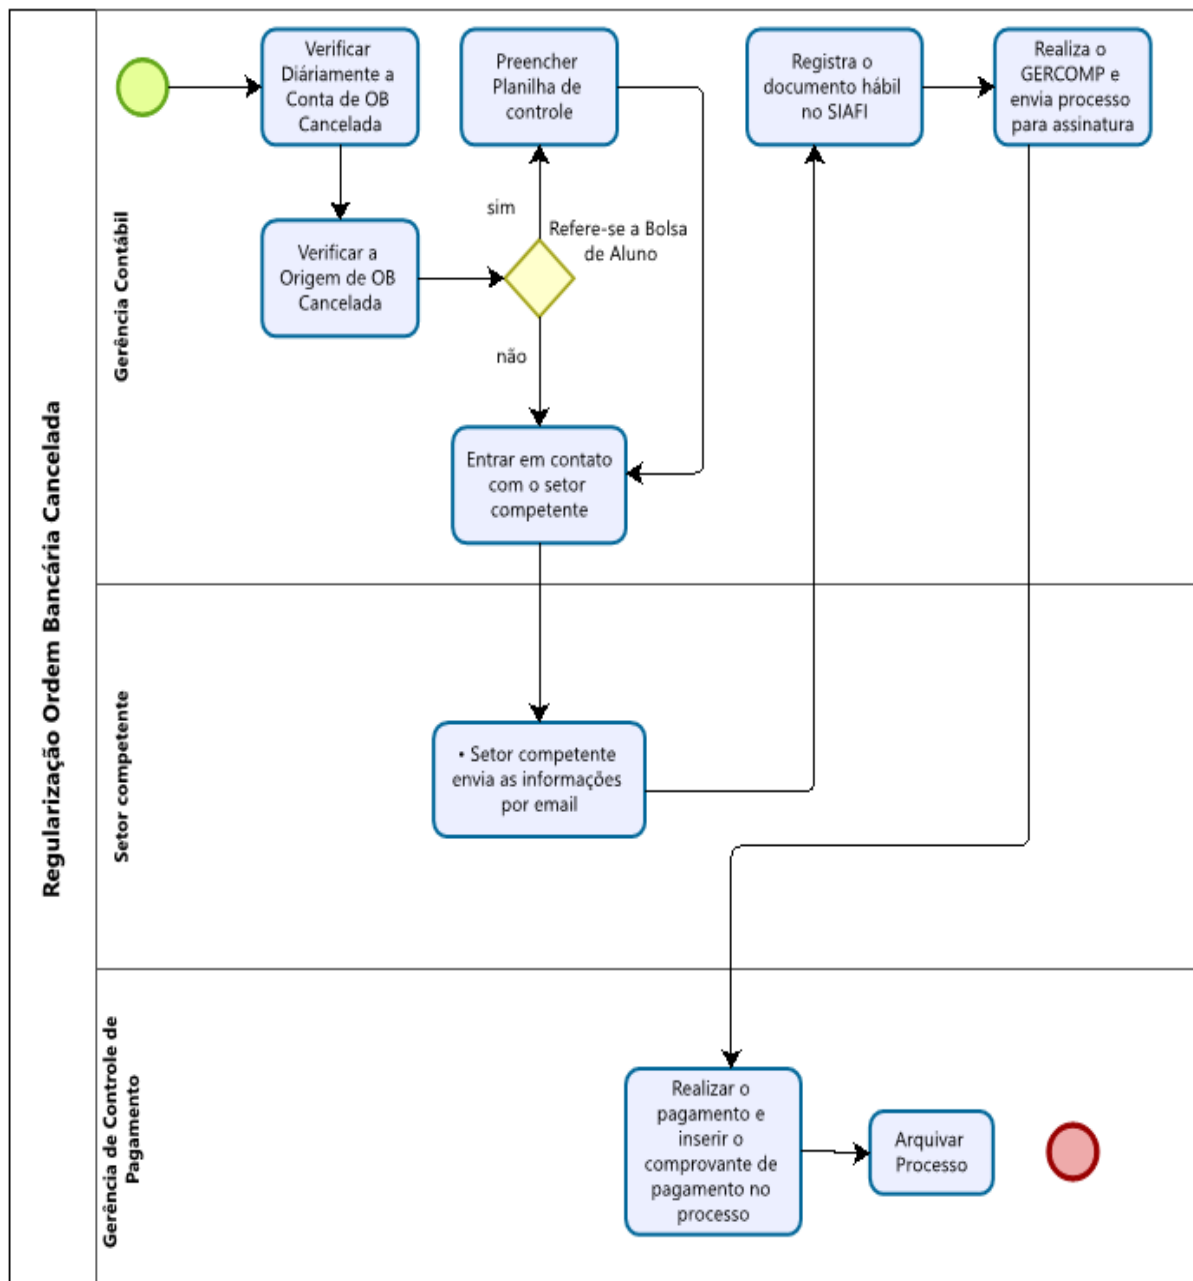 Regularização Ordem Bancária Cancelada
Gerência Contábil
Verificar
Diáriamente a
Conta de OB
Cancelada
Preencher
Planilha de
controle
Registra o
documento hábil
no SIAFI
Realiza o
GERCOMP e
envia processo
para assinatura
sim
Refere-se a Bolsa
de Aluno
Verificar a
Origem de OB
Cancelada
não
Entrar em contato
com o setor
competente
Setor competente
• Setor competente
envia as informações
por email
Gerência de Controle de
Pagamento
Realizar o
pagamento e
inserir o
comprovante de
pagamento no
processo
Arquivar
Processo